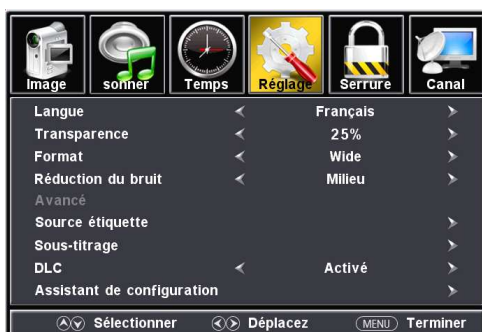 Image sonner Temps Réglage Serrure Canal
Langue Français
Transparence 25%
Format Wide
Réduction du bruit Milieu
Avancé
Source étiquette
Sous-titrage
DLC Activé
Assistant de configuration
Sélectionner Déplacez MENU Terminer